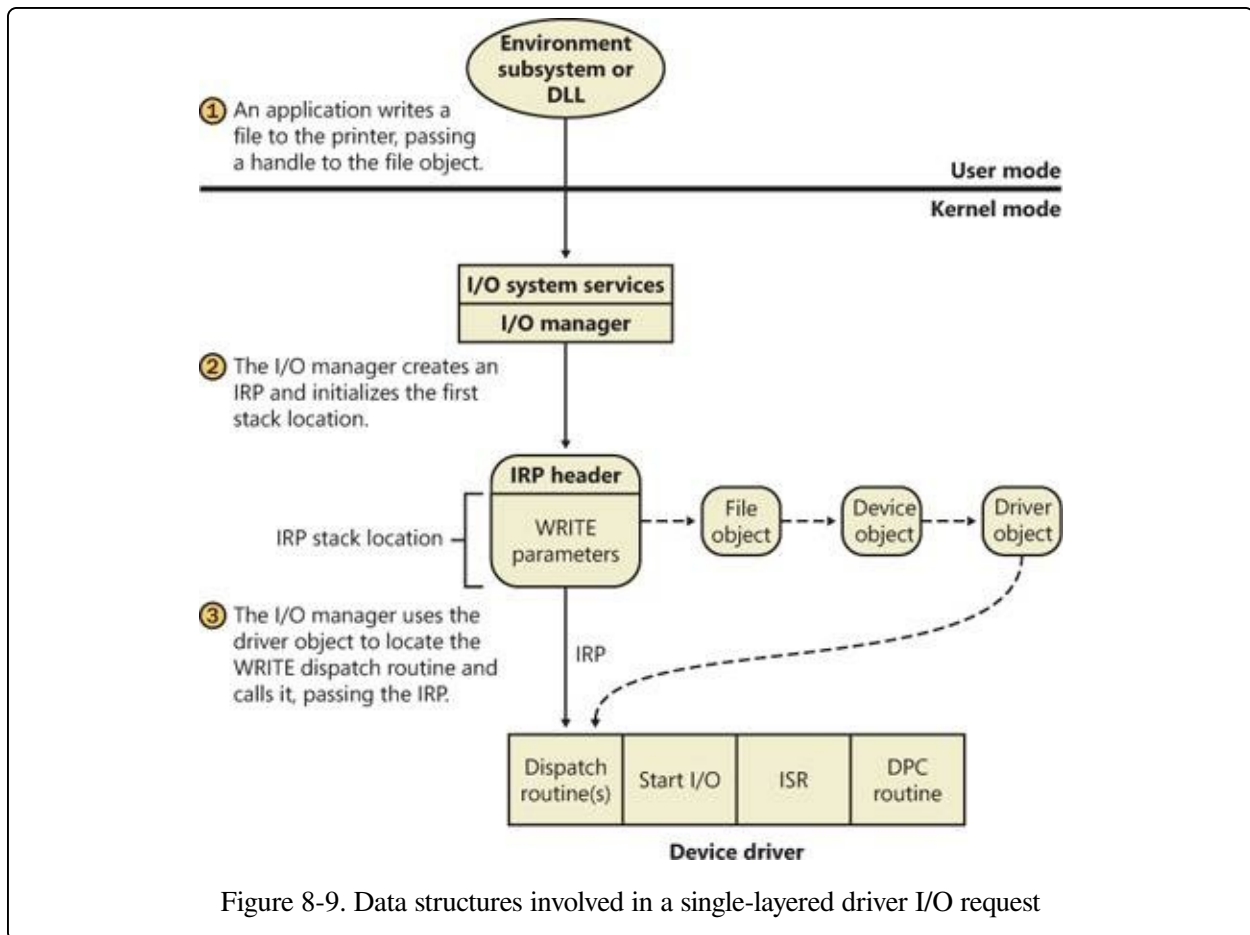 Environment
subsystem or
DLL
1 An application writes a
file to the printer, passing
a handle to the file object.
User mode
Kernel mode
I/O system services
I/O manager
2 The I/O manager creates an
IRP and initializes the first
stack location.
IRP header
IRP stack location
WRITE
parameters
File
object
Device
object
Driver
object
3 The I/O manager uses the
driver object to locate the
WRITE dispatch routine and
calls it, passing the IRP.
IRP
Dispatch
routine(s)
Start I/O
ISR
DPC
routine
Device driver
Figure 8-9. Data structures involved in a single-layered driver I/O request